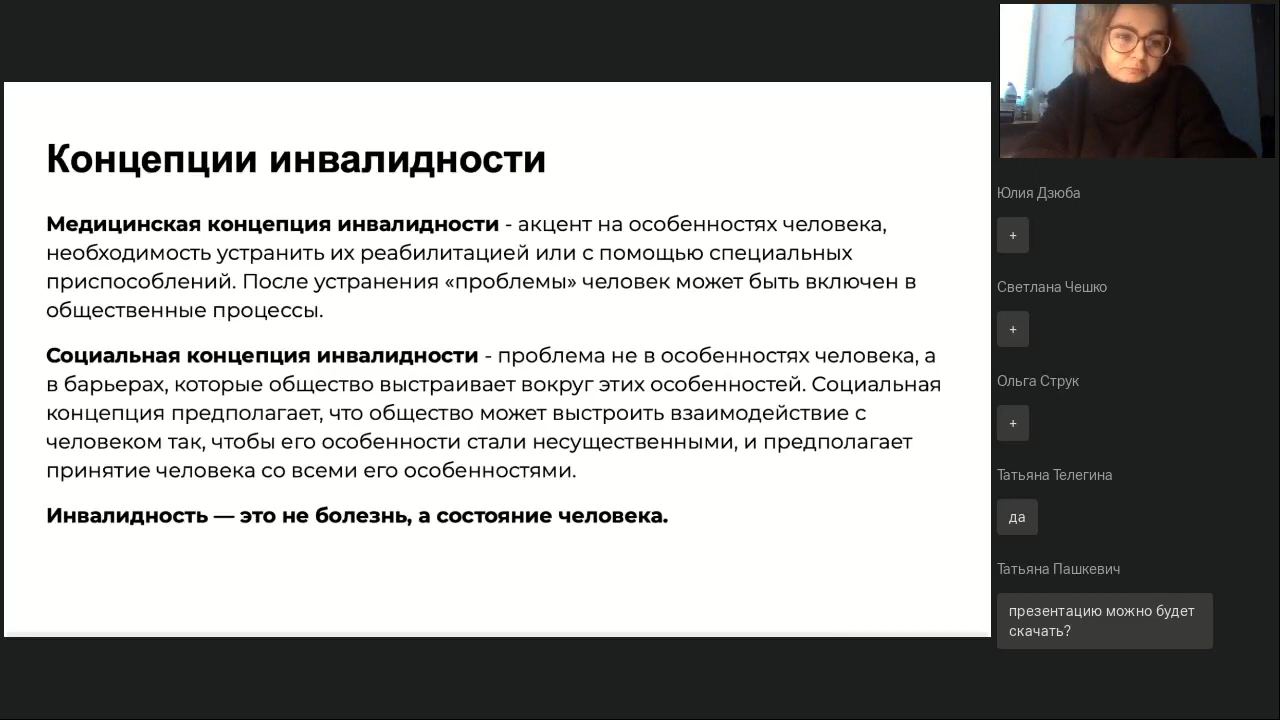 Концепции инвалидности
Медицинская концепция инвалидности - акцент на особенностях человека,
необходимость устранить их реабилитацией или с помощью специальных
приспособлений. После устранения «проблемы» человек может быть включен в
общественные процессы.
Социальная концепция инвалидности - проблема не в особенностях человека, а
в барьерах, которые общество выстраивает вокруг этих особенностей. Социальная
концепция предполагает, что общество может выстроить взаимодействие с
человеком так, чтобы его особенности стали несущественными, и предполагает
принятие человека со всеми его особенностями.
Инвалидность — это не болезнь, а состояние человека.
Юлия Дзюба
+
Светлана Чешко
+
Ольга Струк
+
Татьяна Телегина
да
Татьяна Пашкевич
презентацию можно будет
скачать?